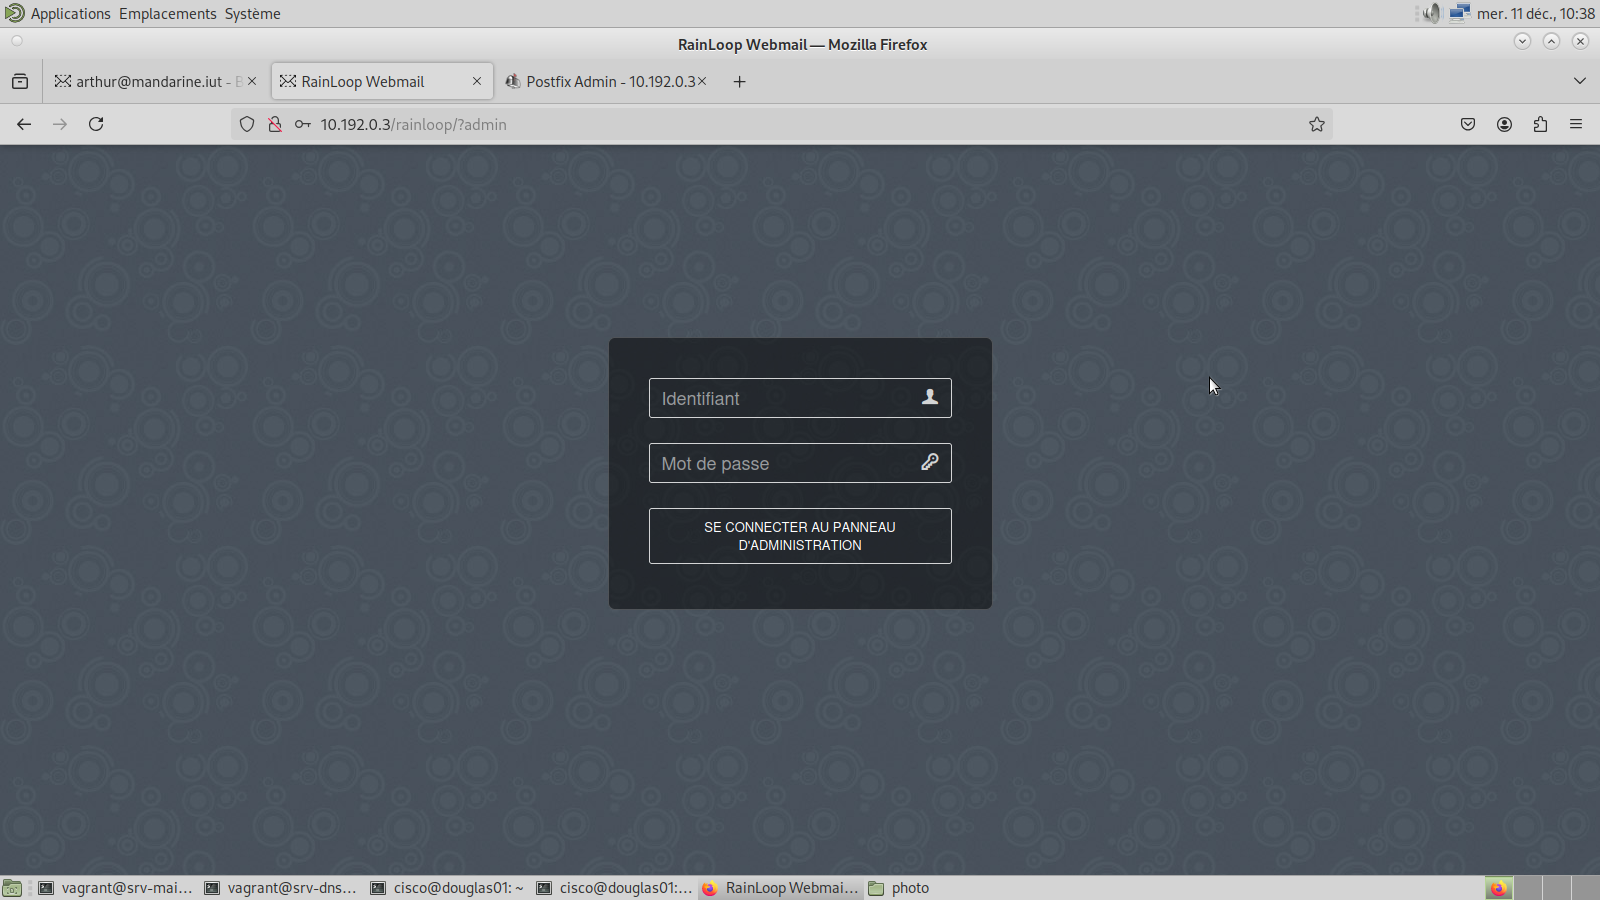 Applications Emplacements Système
mer. 11 déc., 10:38
RainLoop Webmail — Mozilla Firefox
arthur@mandarine.iut -
RainLoop Webmail
Postfix Admin - 10.192.0.3
10.192.0.3/rainloop/?admin
Identifiant
Mot de passe
SE CONNECTER AU PANNEAU
D'ADMINISTRATION
vagrant@srv-mai…
vagrant@srv-dns…
cisco@douglas01: ~
cisco@douglas01:…
RainLoop Webmai…
photo